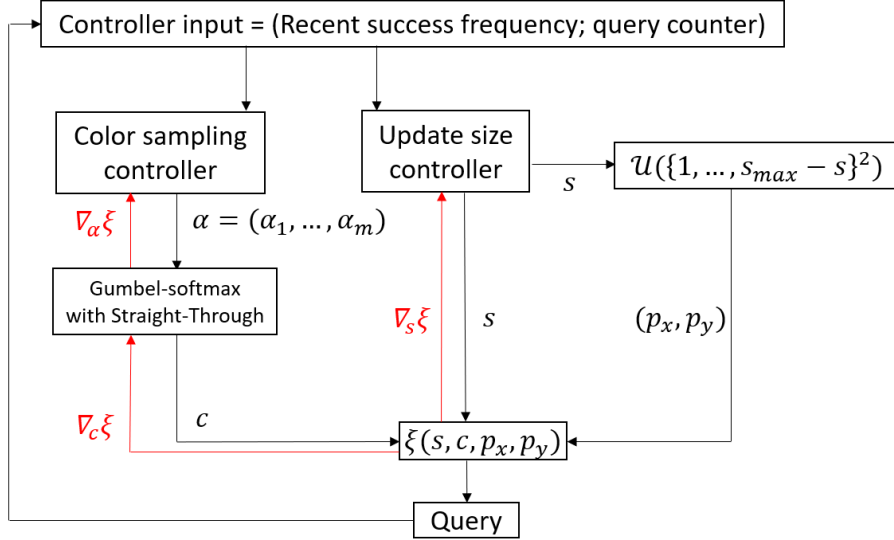 Controller input = (Recent success frequency; query counter)
Color sampling
controller
Update size
controller
𝒰({1, …, s_max − s}²)
s
∇_α ξ
α = (α_1, …, α_m)
Gumbel-softmax
with Straight-Through
∇_s ξ
s
(p_x, p_y)
∇_c ξ
c
ξ(s, c, p_x, p_y)
Query